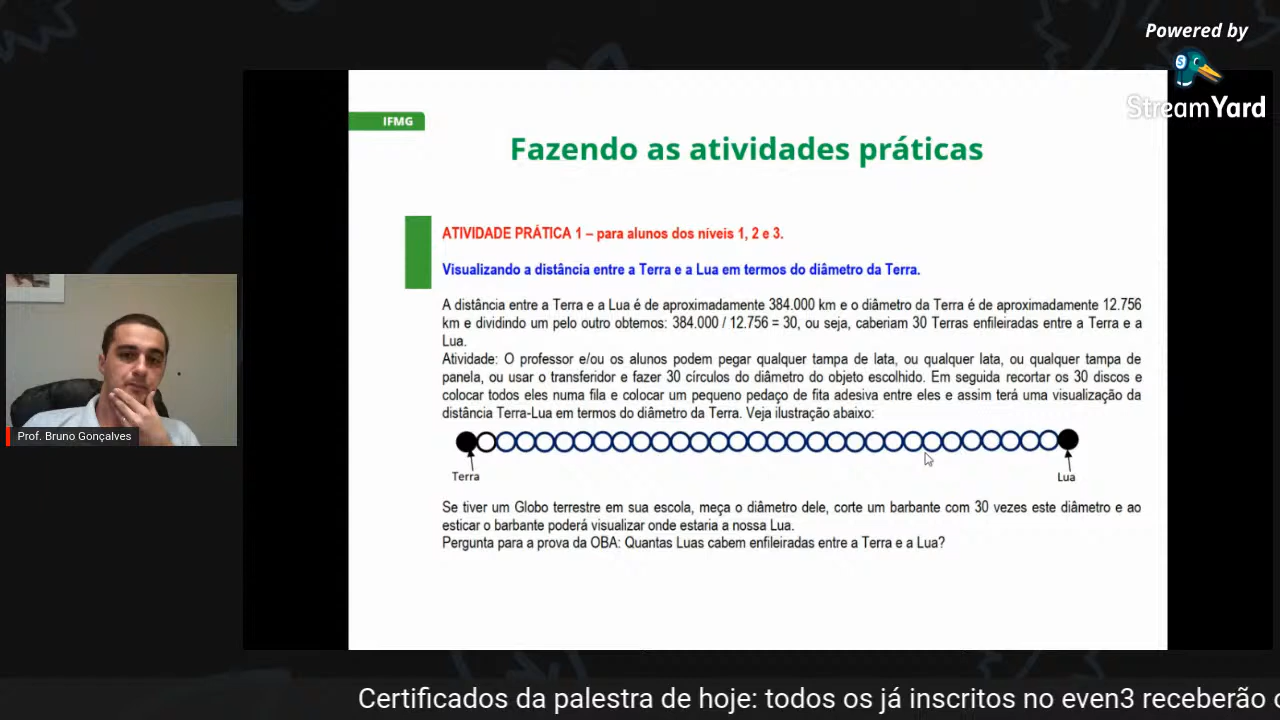 Powered by
StreamYard
IFMG
Fazendo as atividades práticas
ATIVIDADE PRÁTICA 1 – para alunos dos níveis 1, 2 e 3.
Visualizando a distância entre a Terra e a Lua em termos do diâmetro da Terra.
A distância entre a Terra e a Lua é de aproximadamente 384.000 km e o diâmetro da Terra é de aproximadamente 12.756
km e dividindo um pelo outro obtemos: 384.000 / 12.756 = 30, ou seja, caberiam 30 Terras enfileiradas entre a Terra e a
Lua.
Atividade: O professor e/ou os alunos podem pegar qualquer tampa de lata, ou qualquer lata, ou qualquer tampa de
panela, ou usar o transferidor e fazer 30 círculos do diâmetro do objeto escolhido. Em seguida recortar os 30 discos e
colocar todos eles numa fila e colocar um pequeno pedaço de fita adesiva entre eles e assim terá uma visualização da
distância Terra-Lua em termos do diâmetro da Terra. Veja ilustração abaixo:
Terra
Lua
Se tiver um Globo terrestre em sua escola, meça o diâmetro dele, corte um barbante com 30 vezes este diâmetro e ao
esticar o barbante poderá visualizar onde estaria a nossa Lua.
Pergunta para a prova da OBA: Quantas Luas cabem enfileiradas entre a Terra e a Lua?
Prof. Bruno Gonçalves
Certificados da palestra de hoje: todos os já inscritos no even3 receberão